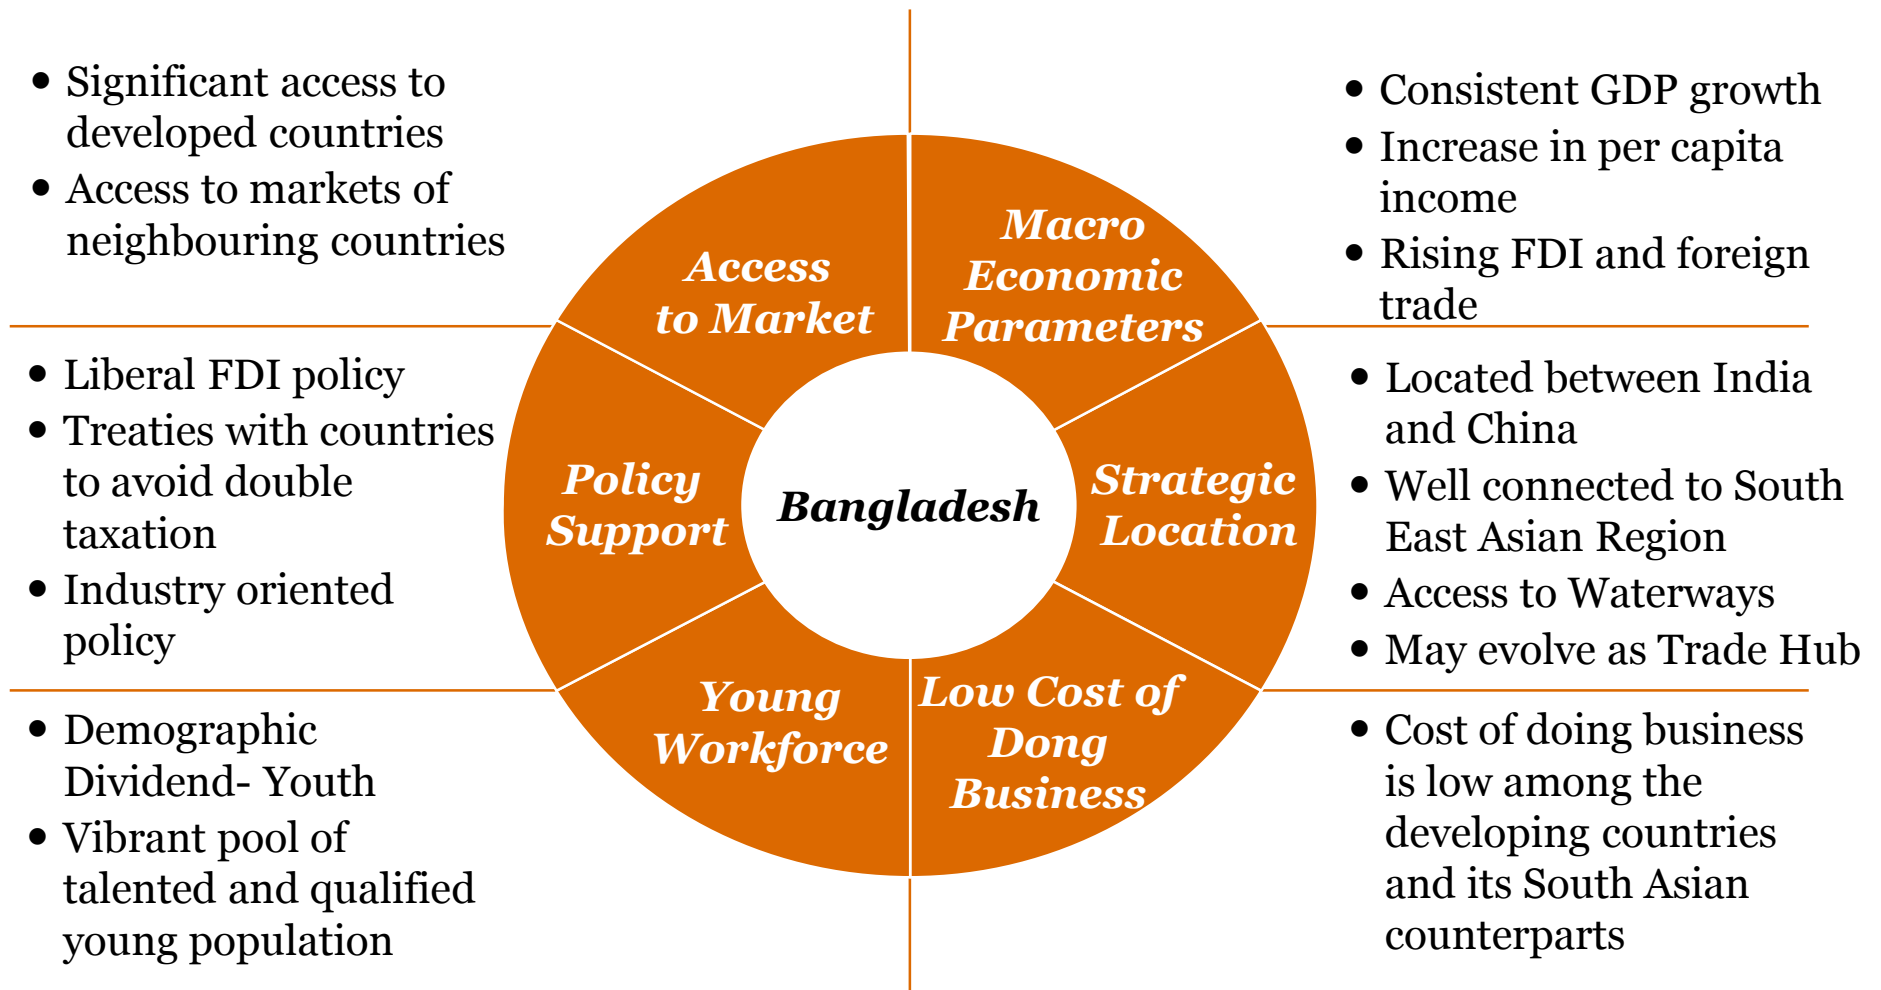 • Significant access to
developed countries
• Access to markets of
neighbouring countries
• Liberal FDI policy
• Treaties with countries
to avoid double
taxation
• Industry oriented
policy
• Demographic
Dividend- Youth
• Vibrant pool of
talented and qualified
young population
Access
to Market
Macro
Economic
Parameters
Policy
Support
Bangladesh
Strategic
Location
Young
Workforce
Low Cost of
Dong
Business
• Consistent GDP growth
• Increase in per capita
income
• Rising FDI and foreign
trade
• Located between India
and China
• Well connected to South
East Asian Region
• Access to Waterways
• May evolve as Trade Hub
• Cost of doing business
is low among the
developing countries
and its South Asian
counterparts